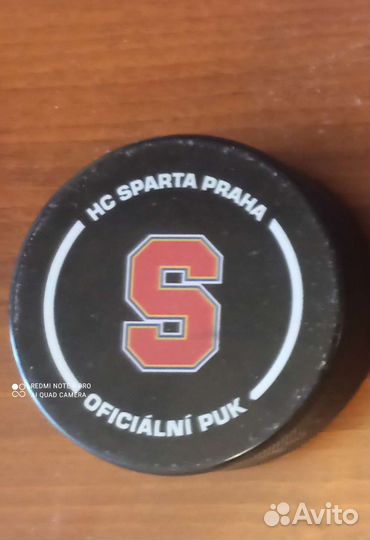 HC SPARTA PRAHA
S
OFICIÁLNÍ PUK
REDMI NOTE 8 PRO
AI QUAD CAMERA
Avito